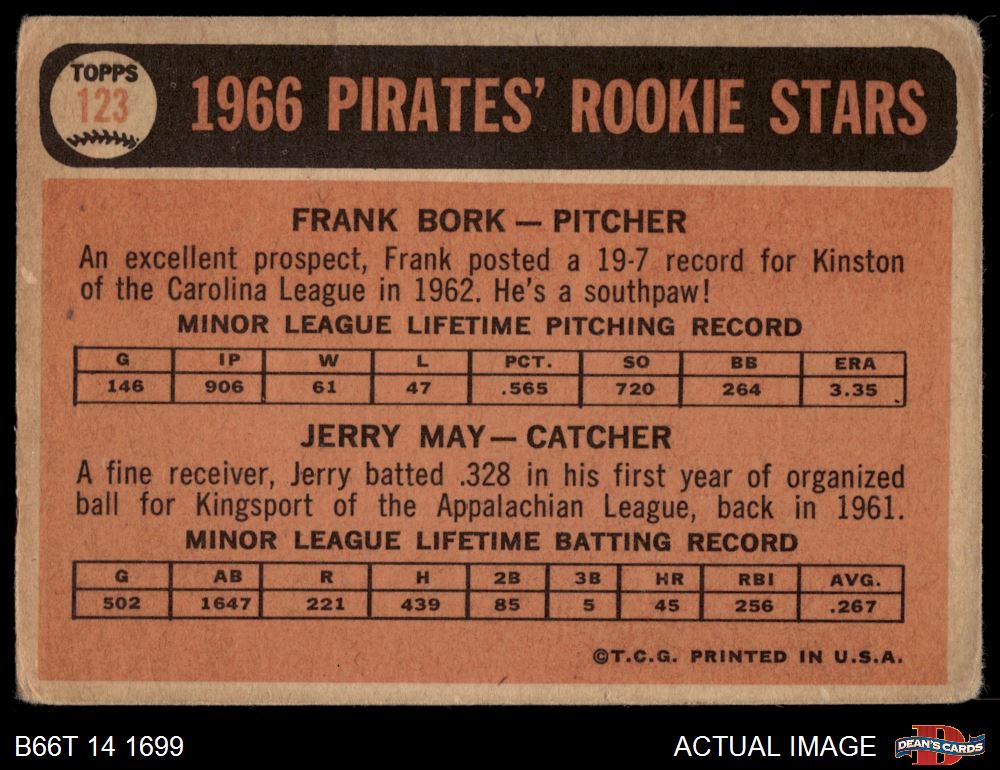 TOPPS
123
1966 PIRATES' ROOKIE STARS
FRANK BORK — PITCHER
An excellent prospect, Frank posted a 19-7 record for Kinston
of the Carolina League in 1962. He's a southpaw!
MINOR LEAGUE LIFETIME PITCHING RECORD
G IP W L PCT. SO BB ERA
146 906 61 47 .565 720 264 3.35
JERRY MAY — CATCHER
A fine receiver, Jerry batted .328 in his first year of organized
ball for Kingsport of the Appalachian League, back in 1961.
MINOR LEAGUE LIFETIME BATTING RECORD
G AB R H 2B 3B HR RBI AVG.
502 1647 221 439 85 5 45 256 .267
©T.C.G. PRINTED IN U.S.A.
B66T 14 1699
ACTUAL IMAGE
D
DEAN'S CARDS